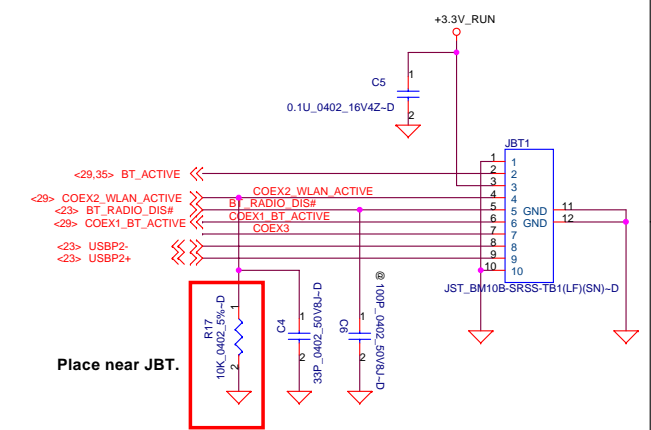 +3.3V_RUN
1
C5
0.1U_0402_16V4Z~D
2
JBT1
<29,35> BT_ACTIVE
<29> COEX2_WLAN_ACTIVE
<23> BT_RADIO_DIS#
<29> COEX1_BT_ACTIVE
<23> USBP2-
<23> USBP2+
COEX2_WLAN_ACTIVE
BT_RADIO_DIS#
COEX1_BT_ACTIVE
COEX3
1 1
2 2
3 3
4 4
5 5 GND 11
6 6 GND 12
7 7
8 8
9 9
10 10
JST_BM10B-SRSS-TB1(LF)(SN)~D
1
R17
10K_0402_5%~D
2
1
C4
33P_0402_50V8J~D
2
1
C6
@100P_0402_50V8J~D
2
Place near JBT.